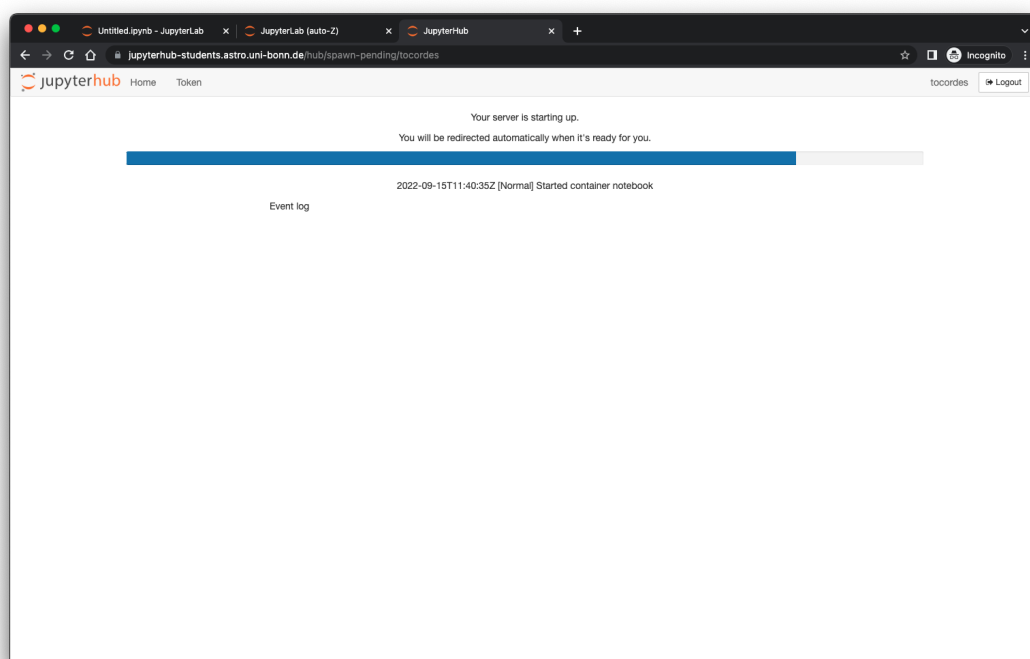 Untitled.ipynb - JupyterLab JupyterLab (auto-Z) JupyterHub
jupyterhub-students.astro.uni-bonn.de/hub/spawn-pending/tocordes Incognito
jupyterhub Home Token tocordes Logout
Your server is starting up.
You will be redirected automatically when it's ready for you.
2022-09-15T11:40:35Z [Normal] Started container notebook
Event log